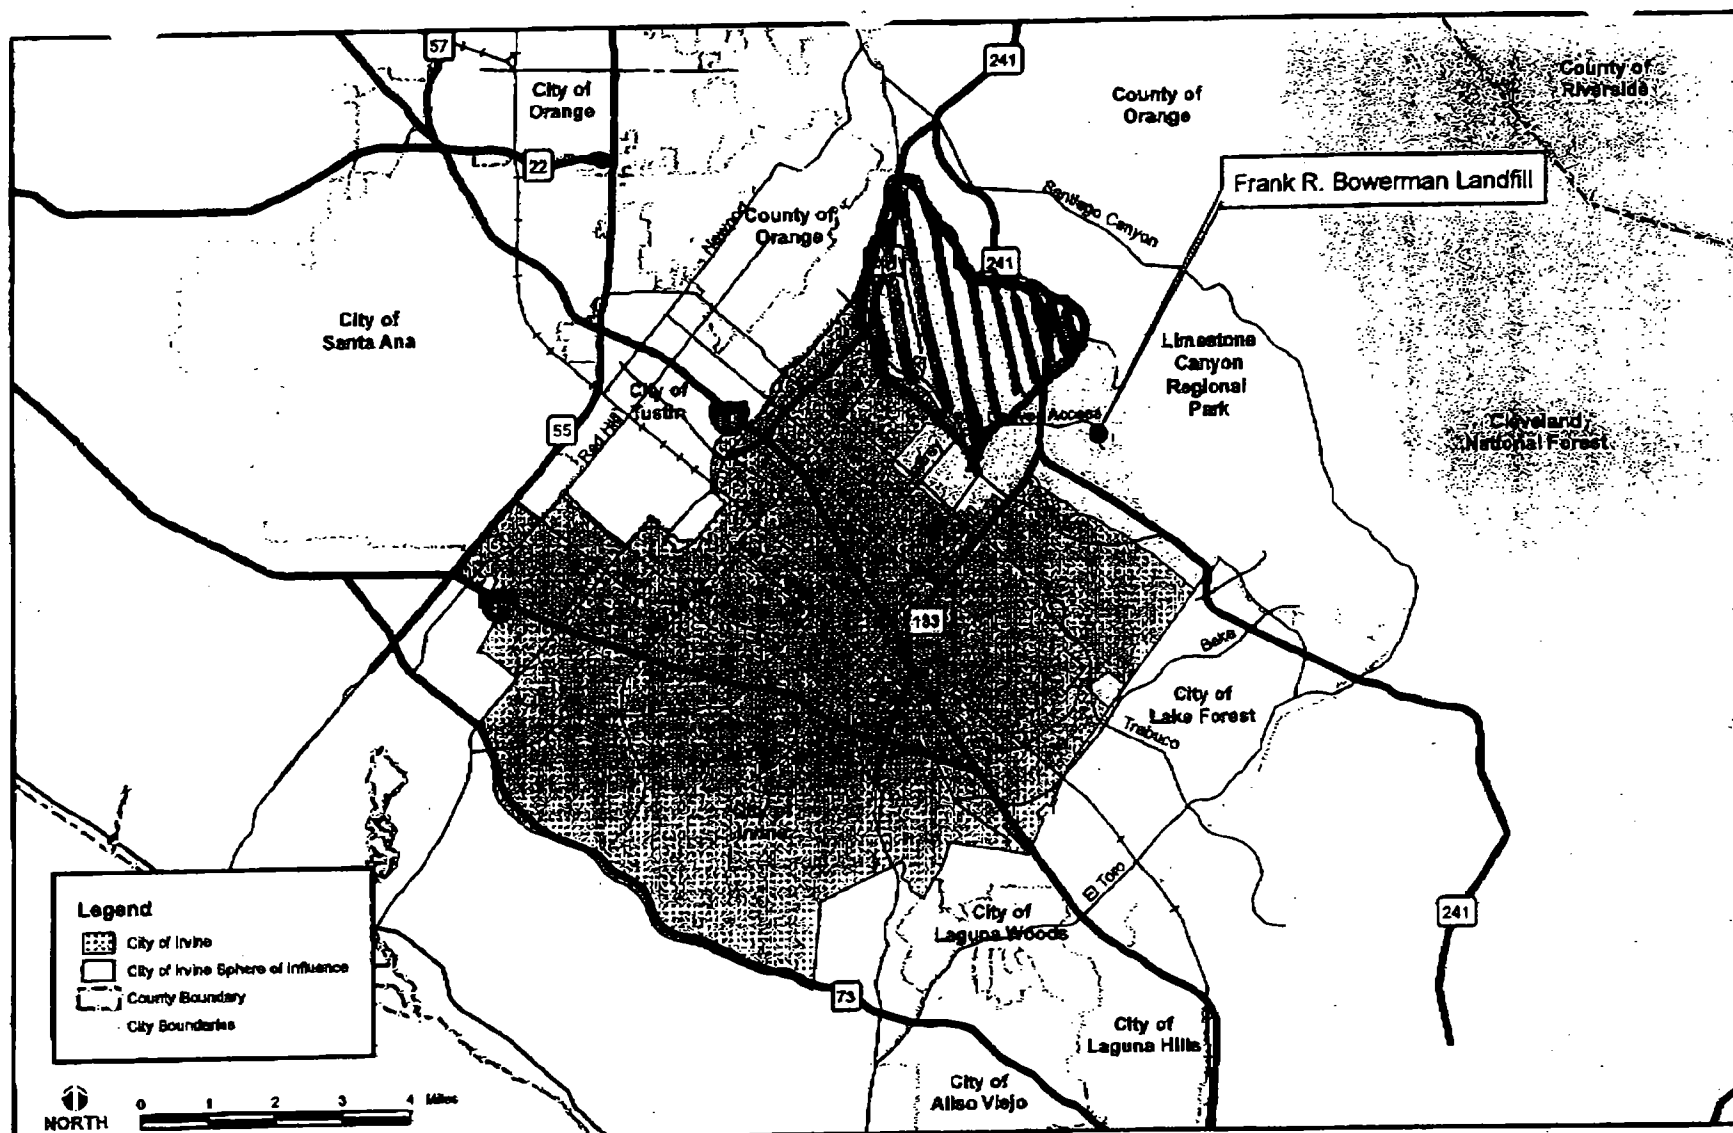 57
241
City of
Orange
County of
Orange
County of
Riverside
22
Frank R. Bowerman Landfill
Santiago Canyon
Newport
County of
Orange
241
City of
Santa Ana
Limestone
Canyon
Regional
Park
City of
Tustin
Red Hill
55
Access
Cleveland
National Forest
133
Bake
City of
Lake Forest
Trabuco
Irvine
El Toro
City of
Laguna Woods
241
73
City of
Laguna Hills
City of
Aliso Viejo
Legend
City of Irvine
City of Irvine Sphere of Influence
County Boundary
City Boundaries
NORTH
0 1 2 3 4 Miles